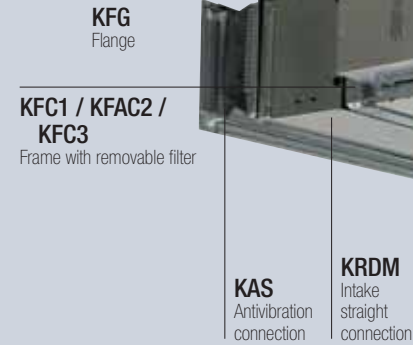 KFG
Flange
KFC1 / KFAC2 /
KFC3
Frame with removable filter
KAS
Antivibration
connection
KRDM
Intake
straight
connection